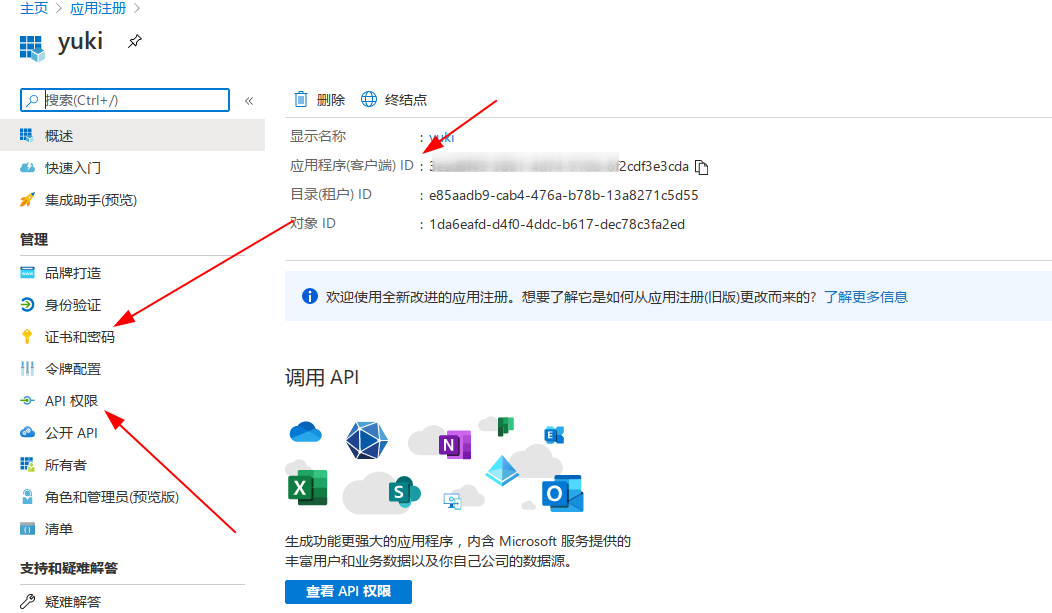 主页 > 应用注册 >
yuki
搜索(Ctrl+/)
«
删除 终结点
概述
快速入门
集成助手(预览)
管理
品牌打造
身份验证
证书和密码
令牌配置
API 权限
公开 API
所有者
角色和管理员(预览版)
清单
支持和疑难解答
疑难解答
显示名称 : yuki
应用程序(客户端) ID : f2cdf3e3cda
目录(租户) ID : e85aadb9-cab4-476a-b78b-13a8271c5d55
对象 ID : 1da6eafd-d4f0-4ddc-b617-dec78c3fa2ed
欢迎使用全新改进的应用注册。想要了解它是如何从应用注册(旧版)更改而来的? 了解更多信息
调用 API
N
E
X
S
O
生成功能更强大的应用程序，内含 Microsoft 服务提供的
丰富用户和业务数据以及你自己公司的数据源。
查看 API 权限